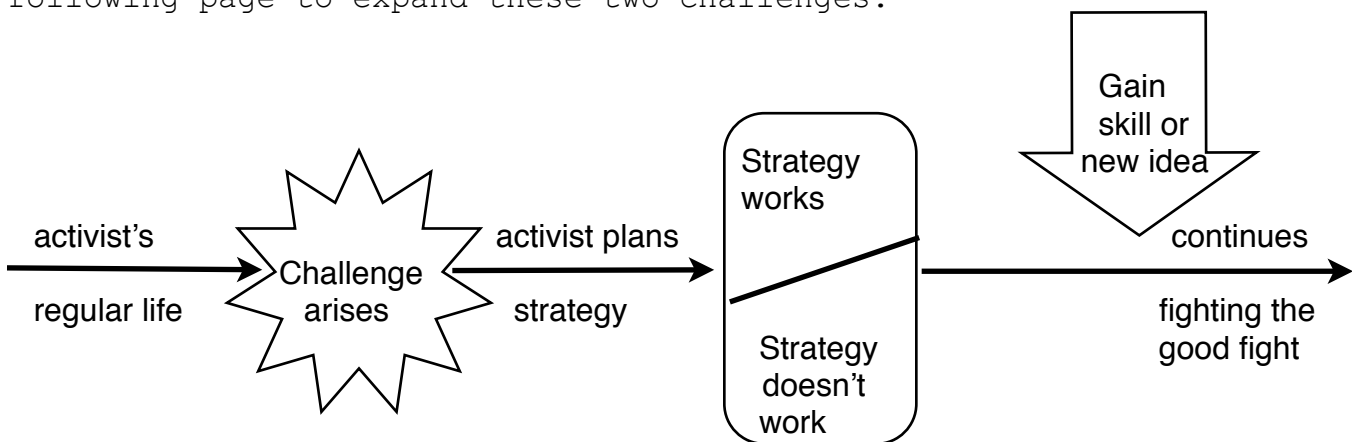 following page to expand these two challenges.
activist's
regular life
Challenge
arises
activist plans
strategy
Strategy
works
Strategy
doesn't
work
Gain
skill or
new idea
continues
fighting the
good fight